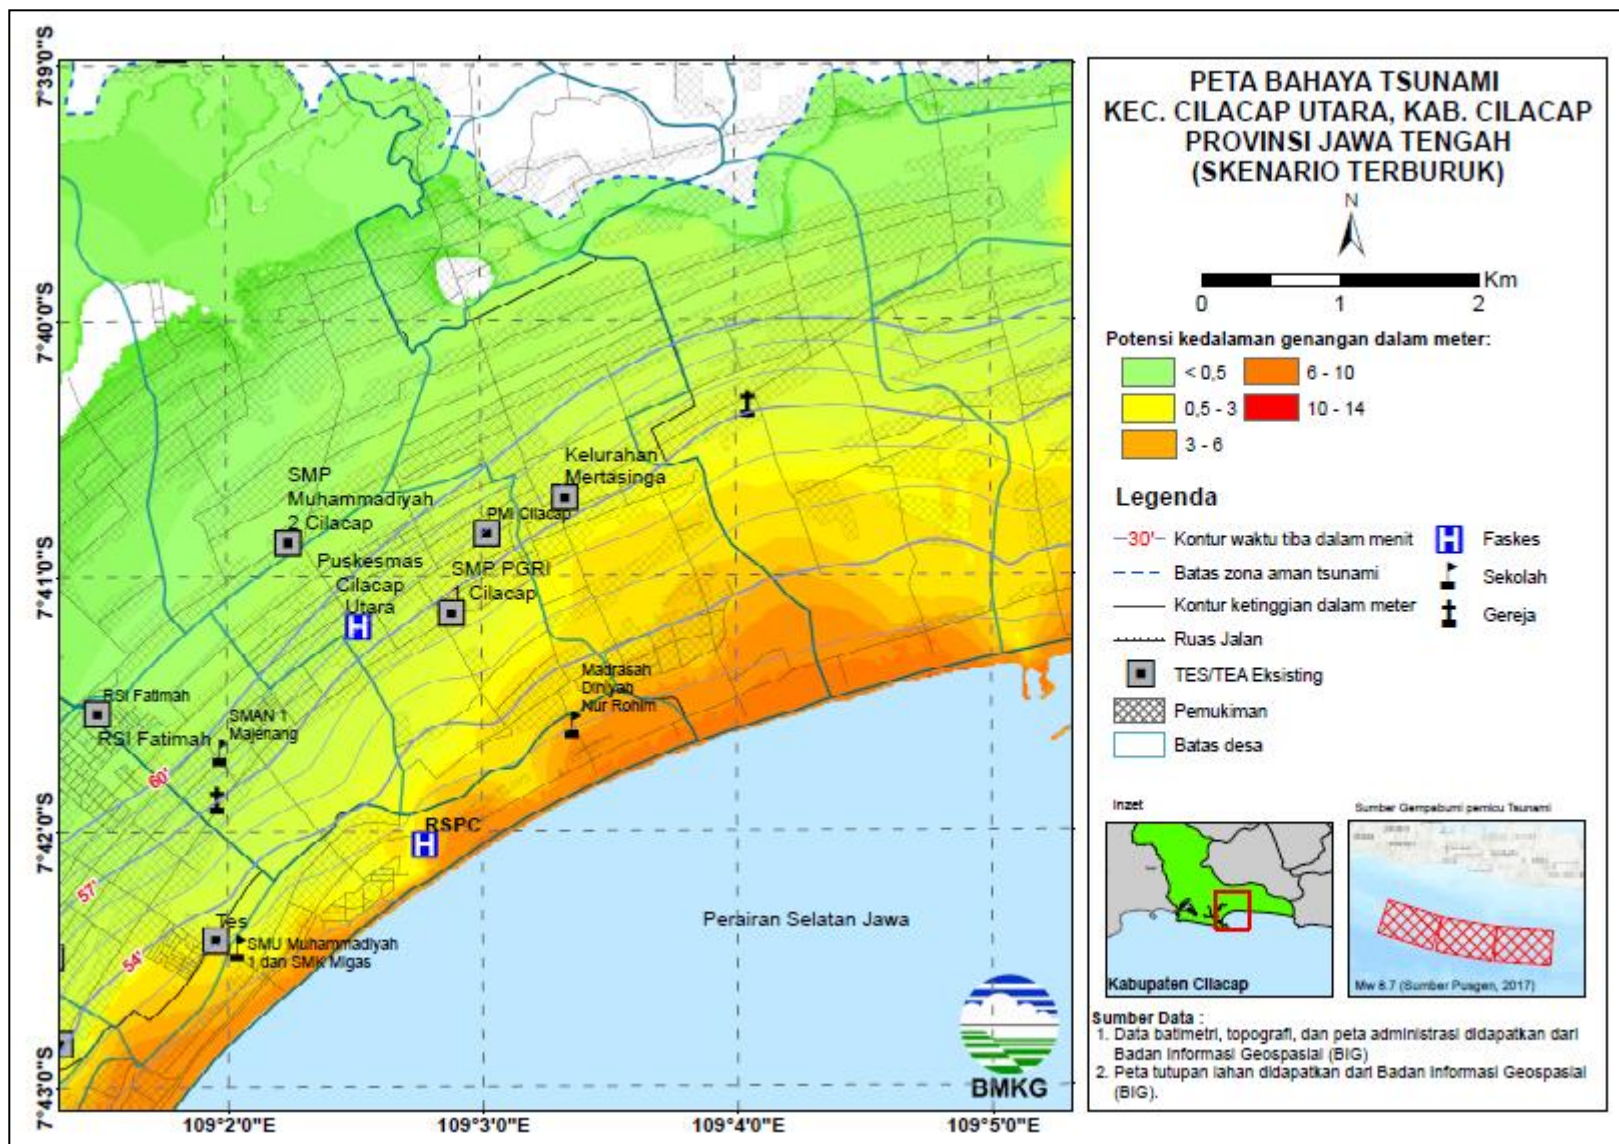 PETA BAHAYA TSUNAMI
KEC. CILACAP UTARA, KAB. CILACAP
PROVINSI JAWA TENGAH
(SKENARIO TERBURUK)
N
Km
0 1 2
Potensi kedalaman genangan dalam meter:
< 0,5
6 - 10
0,5 - 3
10 - 14
3 - 6
Legenda
30'
Kontur waktu tiba dalam menit
Batas zona aman tsunami
Kontur ketinggian dalam meter
Ruas Jalan
TES/TEA Eksisting
Pemukiman
Batas desa
H
Faskes
Sekolah
Gereja
Inzet
Kabupaten Cilacap
Sumber Gempabumi pemicu Tsunami
Mw 8.7 (Sumber Pusgen, 2017)
Sumber Data :
1. Data batimetri, topografi, dan peta administrasi didapatkan dari
Badan Informasi Geospasial (BIG)
2. Peta tutupan lahan didapatkan dari Badan Informasi Geospasial
(BIG).
7°39'0"S
7°40'0"S
7°41'0"S
7°42'0"S
7°43'0"S
109°2'0"E
109°3'0"E
109°4'0"E
109°5'0"E
SMP
Muhammadiyah
2 Cilacap
Kelurahan
Mertasinga
PMI Cilacap
Puskesmas
Cilacap
Utara
H
SMP PGRI
1 Cilacap
Madrasah
Diniyah
Nur Rohim
RSI Fatimah
RSI Fatimah
SMAN 1
Majenang
60'
57'
54'
RSPC
H
Tes
SMU Muhammadiyah
1 dan SMK Migas
Perairan Selatan Jawa
BMKG